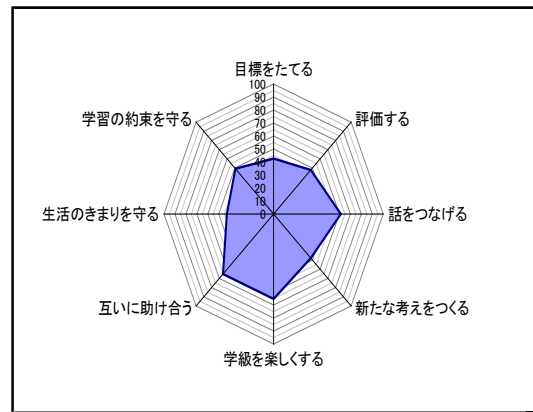 目標をたてる
100
90
80
70
60
50
40
30
20
10
0
評価する
話をつなげる
新たな考えをつくる
学級を楽しくする
互いに助け合う
生活のきまりを守る
学習の約束を守る